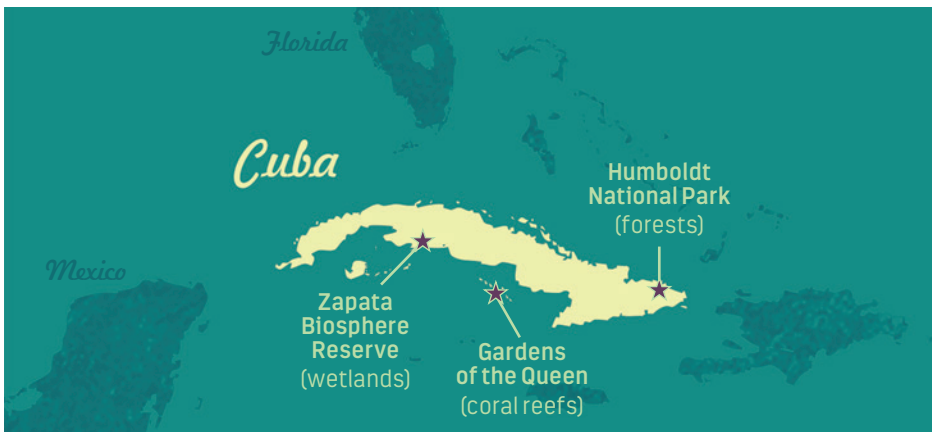 Florida
Cuba
Humboldt
National Park
(forests)
Mexico
Zapata
Biosphere
Reserve
(wetlands)
Gardens
of the Queen
(coral reefs)